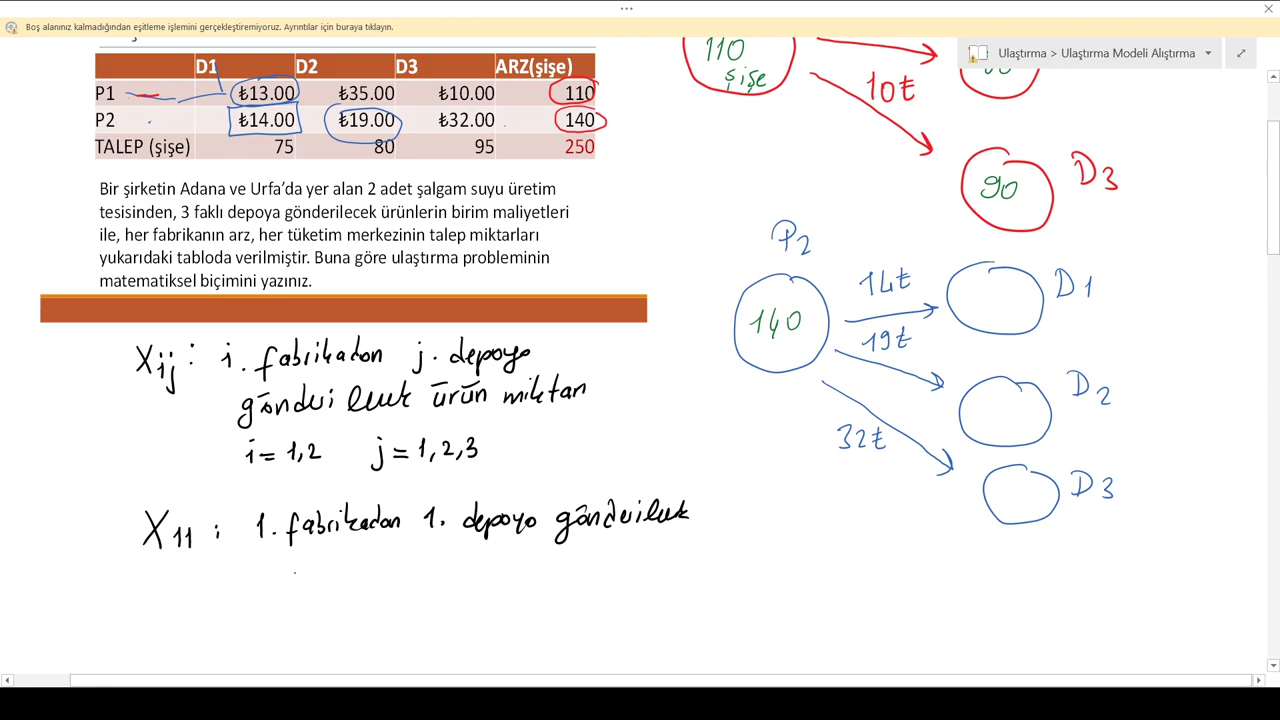 Boş alanınız kalmadığından eşitleme işlemini gerçekleştiremiyoruz. Ayrıntılar için buraya tıklayın.
Ulaştırma > Ulaştırma Modeli Alıştırma
D1 D2 D3 ARZ(şişe)
P1 ₺13.00 ₺35.00 ₺10.00 110
P2 ₺14.00 ₺19.00 ₺32.00 140
TALEP (şişe) 75 80 95 250
Bir şirketin Adana ve Urfa’da yer alan 2 adet şalgam suyu üretim
tesisinden, 3 faklı depoya gönderilecek ürünlerin birim maliyetleri
ile, her fabrikanın arz, her tüketim merkezinin talep miktarları
yukarıdaki tabloda verilmiştir. Buna göre ulaştırma probleminin
matematiksel biçimini yazınız.
Xij : i. fabrikadan j. depoya
gönderilecek ürün miktarı
i = 1,2 j = 1,2,3
X11 : 1. fabrikadan 1. depoya gönderilecek
110
şişe
10₺
90 D3
P2
140
14₺ D1
19₺ D2
32₺ D3